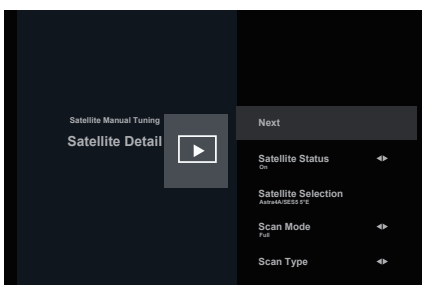 Satellite Manual Tuning
Satellite Detail
Next
Satellite Status
On
Satellite Selection
Astra4A/SES5 5°E
Scan Mode
Full
Scan Type